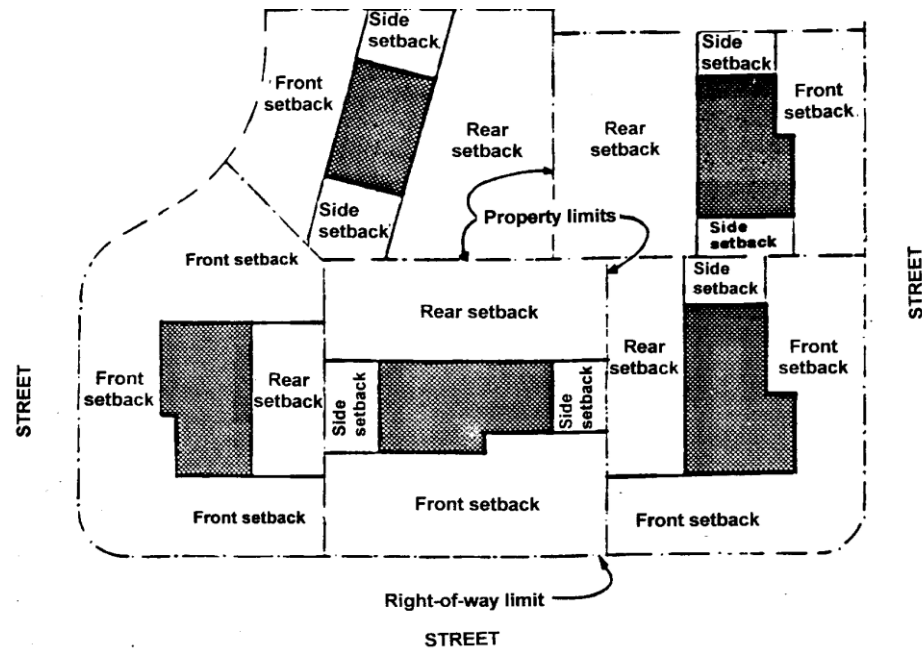 Side
setback
Side
setback
Front
setback
Front
setback
Rear
setback
Rear
setback
Side
setback
Property limits
Side
setback
Front setback
Side
setback
STREET
Rear setback
Front
setback
Rear
setback
Side
setback
Side
setback
Rear
setback
Front
setback
STREET
Front setback
Front setback
Front setback
Right-of-way limit
STREET